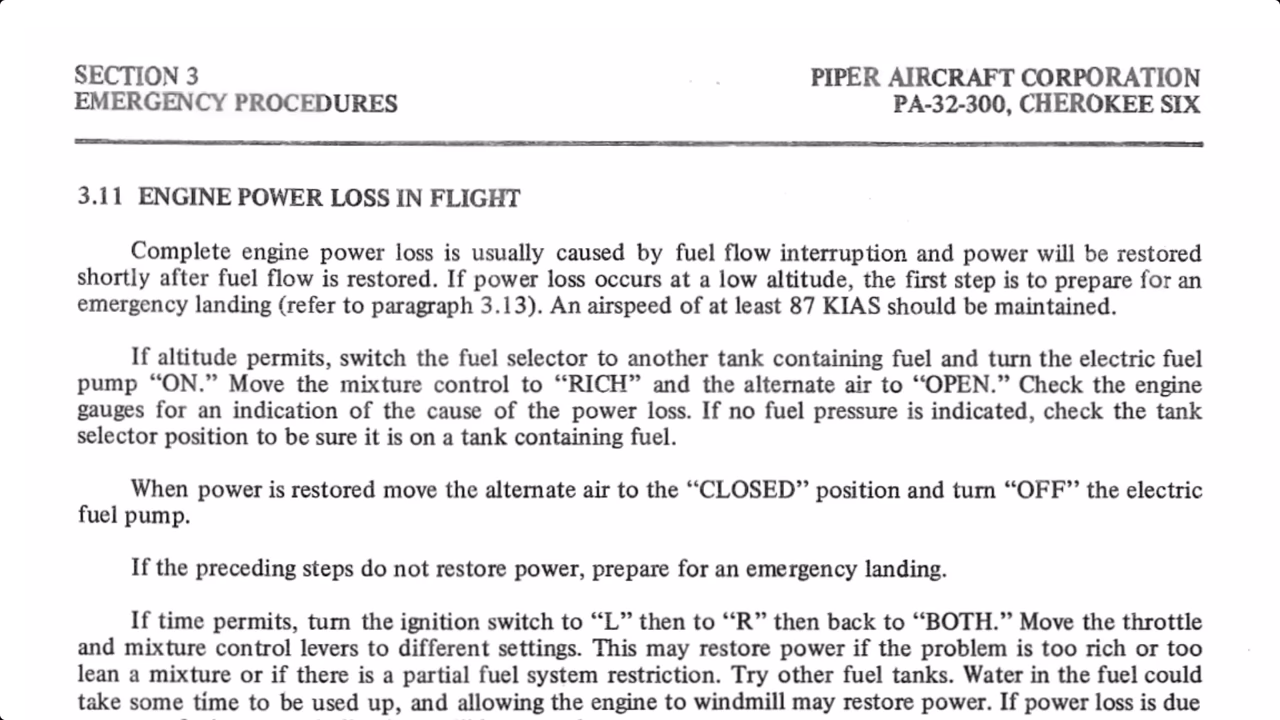 SECTION 3
EMERGENCY PROCEDURES
PIPER AIRCRAFT CORPORATION
PA-32-300, CHEROKEE SIX
3.11 ENGINE POWER LOSS IN FLIGHT
Complete engine power loss is usually caused by fuel flow interruption and power will be restored
shortly after fuel flow is restored. If power loss occurs at a low altitude, the first step is to prepare for an
emergency landing (refer to paragraph 3.13). An airspeed of at least 87 KIAS should be maintained.
If altitude permits, switch the fuel selector to another tank containing fuel and turn the electric fuel
pump “ON.” Move the mixture control to “RICH” and the alternate air to “OPEN.” Check the engine
gauges for an indication of the cause of the power loss. If no fuel pressure is indicated, check the tank
selector position to be sure it is on a tank containing fuel.
When power is restored move the alternate air to the “CLOSED” position and turn “OFF” the electric
fuel pump.
If the preceding steps do not restore power, prepare for an emergency landing.
If time permits, turn the ignition switch to “L” then to “R” then back to “BOTH.” Move the throttle
and mixture control levers to different settings. This may restore power if the problem is too rich or too
lean a mixture or if there is a partial fuel system restriction. Try other fuel tanks. Water in the fuel could
take some time to be used up, and allowing the engine to windmill may restore power. If power loss is due